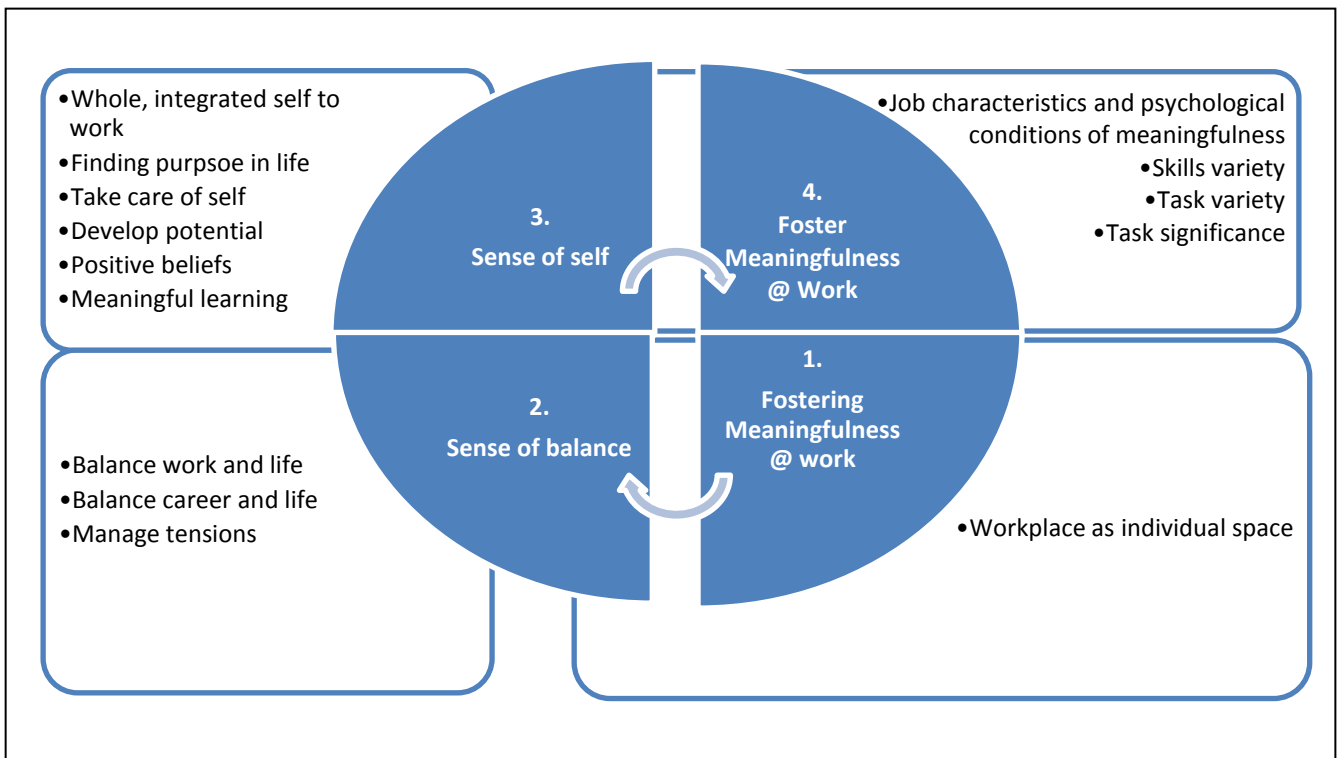 •Whole, integrated self to
work
•Finding purpsoe in life
•Take care of self
•Develop potential
•Positive beliefs
•Meaningful learning
3.
Sense of self
4.
Foster
Meaningfulness
@ Work
•Job characteristics and psychological
conditions of meaningfulness
•Skills variety
•Task variety
•Task significance
•Balance work and life
•Balance career and life
•Manage tensions
2.
Sense of balance
1.
Fostering
Meaningfulness
@ work
•Workplace as individual space